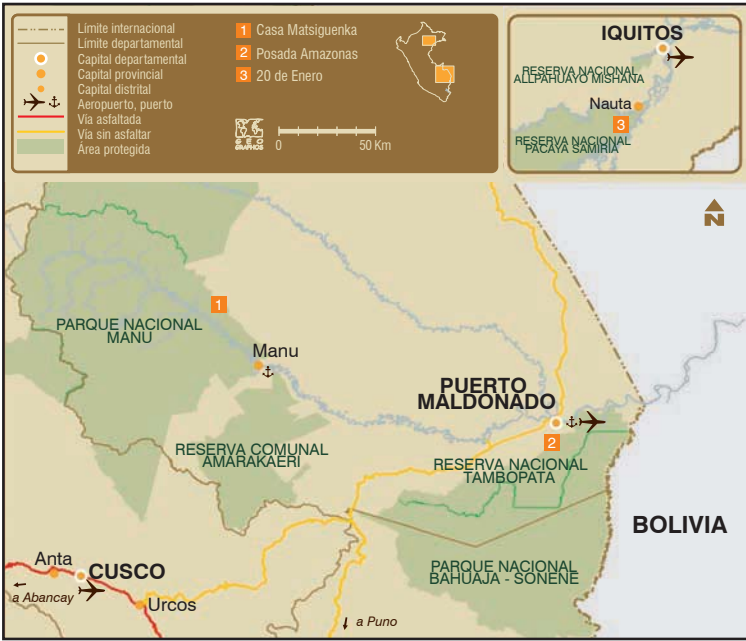 Límite internacional
Límite departamental
Capital departamental
Capital provincial
Capital distrital
Aeropuerto, puerto
Vía asfaltada
Vía sin asfaltar
Área protegida
1 Casa Matsiguenka
2 Posada Amazonas
3 20 de Enero
GEO
GRAPHOS
0 50 Km
IQUITOS
RESERVA NACIONAL
ALLPAHUAYO MISHANA
Nauta
3
RESERVA NACIONAL
PACAYA SAMIRIA
N
1
PARQUE NACIONAL
MANU
Manu
PUERTO
MALDONADO
2
RESERVA COMUNAL
AMARAKAERI
RESERVA NACIONAL
TAMBOPATA
BOLIVIA
Anta
CUSCO
a Abancay
Urcos
PARQUE NACIONAL
BAHUAJA - SONENE
a Puno